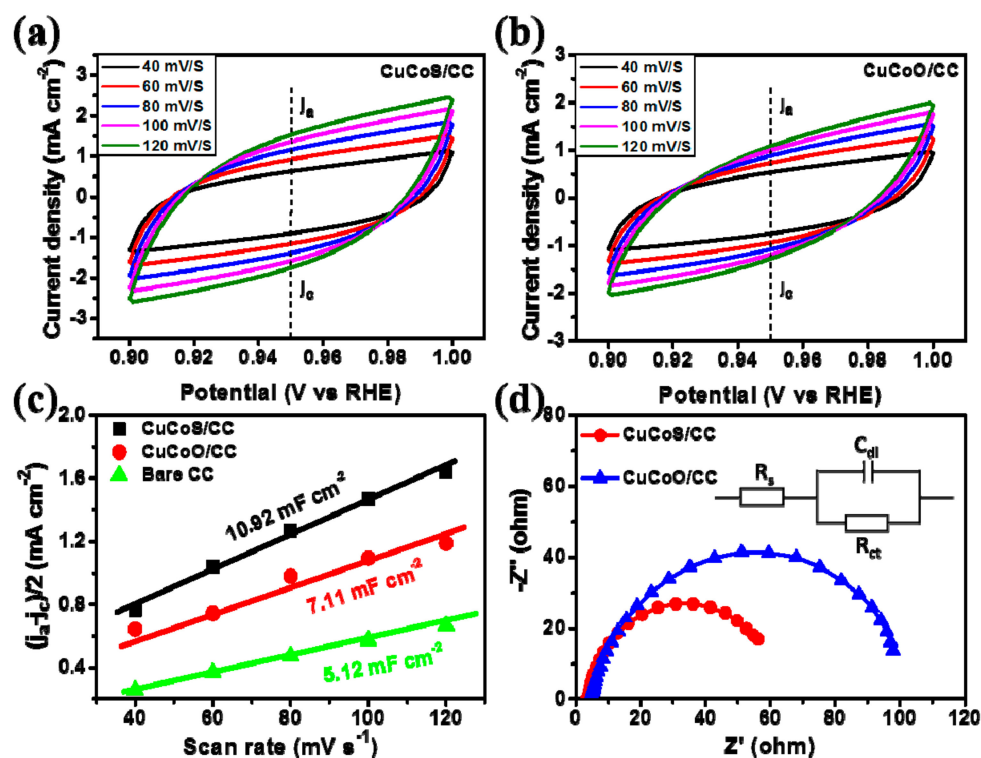 (a)
Current density (mA cm⁻²)
3
2
1
0
-1
-2
-3
40 mV/S
60 mV/S
80 mV/S
100 mV/S
120 mV/S
CuCoS/CC
Ja
Jc
0.90 0.92 0.94 0.96 0.98 1.00
Potential (V vs RHE)
(b)
Current density (mA cm⁻²)
3
2
1
0
-1
-2
-3
40 mV/S
60 mV/S
80 mV/S
100 mV/S
120 mV/S
CuCoO/CC
Ja
Jc
0.90 0.92 0.94 0.96 0.98 1.00
Potential (V vs RHE)
(c)
(ja-jc)/2 (mA cm⁻²)
2.0
1.6
1.2
0.8
0.4
CuCoS/CC
CuCoO/CC
Bare CC
10.92 mF cm⁻²
7.11 mF cm⁻²
5.12 mF cm⁻²
40 60 80 100 120
Scan rate (mV s⁻¹)
(d)
-Z'' (ohm)
80
60
40
20
0
CuCoS/CC
CuCoO/CC
Cdl
Rs
Rct
0 20 40 60 80 100 120
Z' (ohm)